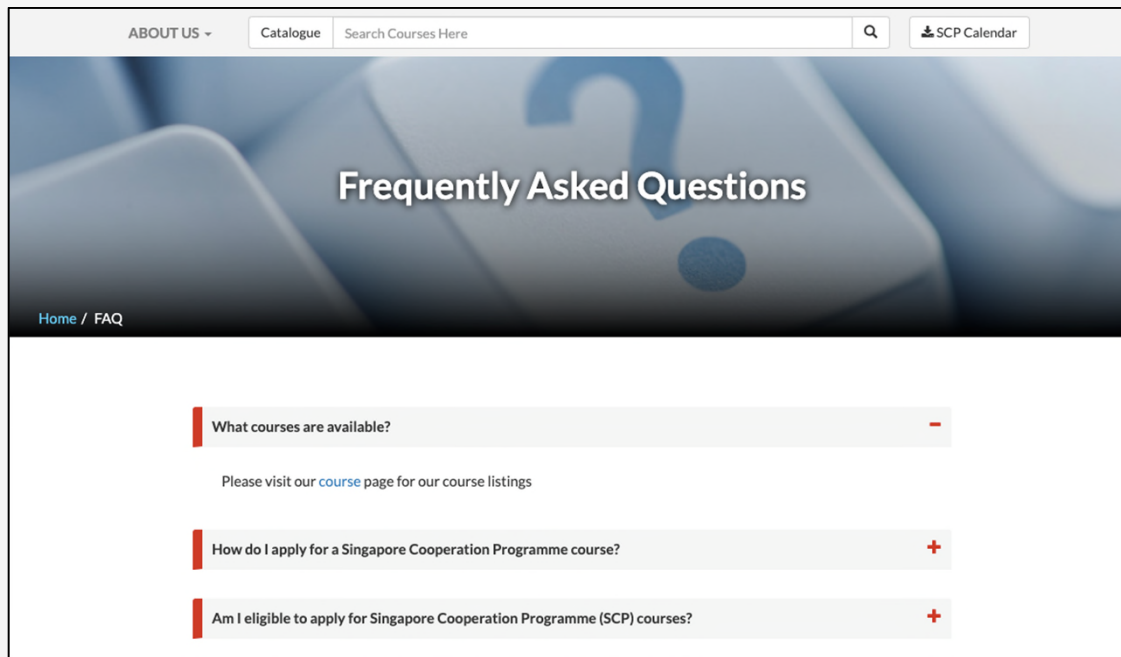 ABOUT US
Catalogue
Search Courses Here
SCP Calendar
?
Frequently Asked Questions
Home / FAQ
What courses are available?
Please visit our course page for our course listings
How do I apply for a Singapore Cooperation Programme course?
Am I eligible to apply for Singapore Cooperation Programme (SCP) courses?